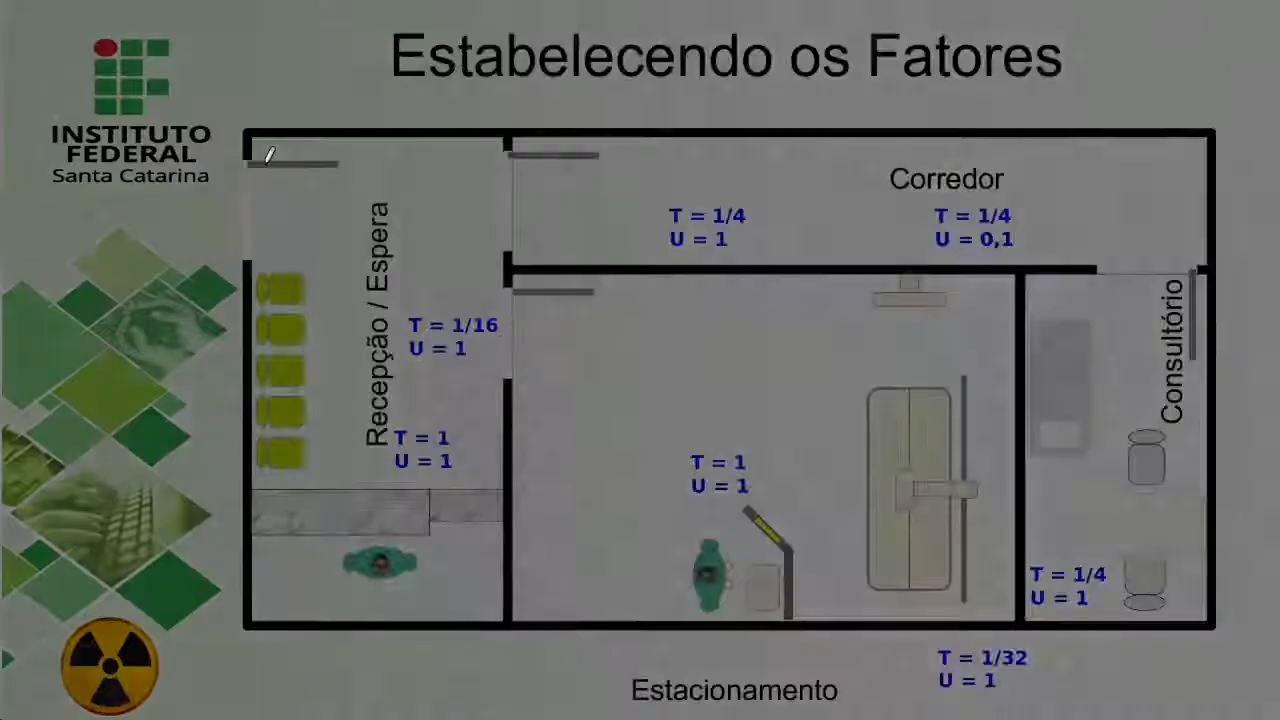 Estabelecendo os Fatores
INSTITUTO
FEDERAL
Santa Catarina
Corredor
T = 1/4
U = 1
T = 1/4
U = 0,1
Recepção / Espera
T = 1/16
U = 1
Consultório
T = 1
U = 1
T = 1
U = 1
T = 1/4
U = 1
T = 1/32
U = 1
Estacionamento